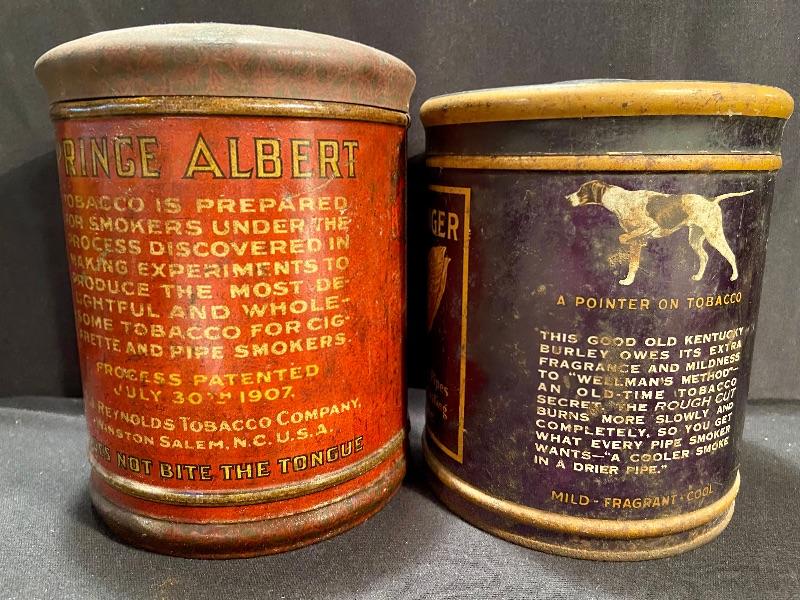 PRINCE ALBERT
TOBACCO IS PREPARED
FOR SMOKERS UNDER THE
PROCESS DISCOVERED IN
MAKING EXPERIMENTS TO
PRODUCE THE MOST DE-
LIGHTFUL AND WHOLE-
SOME TOBACCO FOR CIG-
ARETTE AND PIPE SMOKERS.
PROCESS PATENTED
JULY 30TH 1907.
REYNOLDS TOBACCO COMPANY,
WINSTON SALEM, N.C. U.S.A.
DOES NOT BITE THE TONGUE
GER
Pipes
A POINTER ON TOBACCO
THIS GOOD OLD KENTUCKY
BURLEY OWES ITS EXTRA
FRAGRANCE AND MILDNESS
TO "WELLMAN'S METHOD"—
AN OLD-TIME TOBACCO
SECRET. THE ROUGH CUT
BURNS MORE SLOWLY AND
COMPLETELY, SO YOU GET
WHAT EVERY PIPE SMOKER
WANTS—"A COOLER SMOKE
IN A DRIER PIPE."
MILD - FRAGRANT - COOL